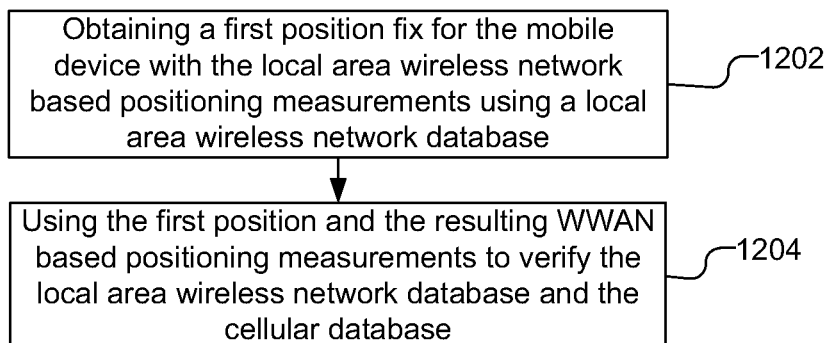 Obtaining a first position fix for the mobile
device with the local area wireless network
based positioning measurements using a local
area wireless network database
1202
Using the first position and the resulting WWAN
based positioning measurements to verify the
local area wireless network database and the
cellular database
1204